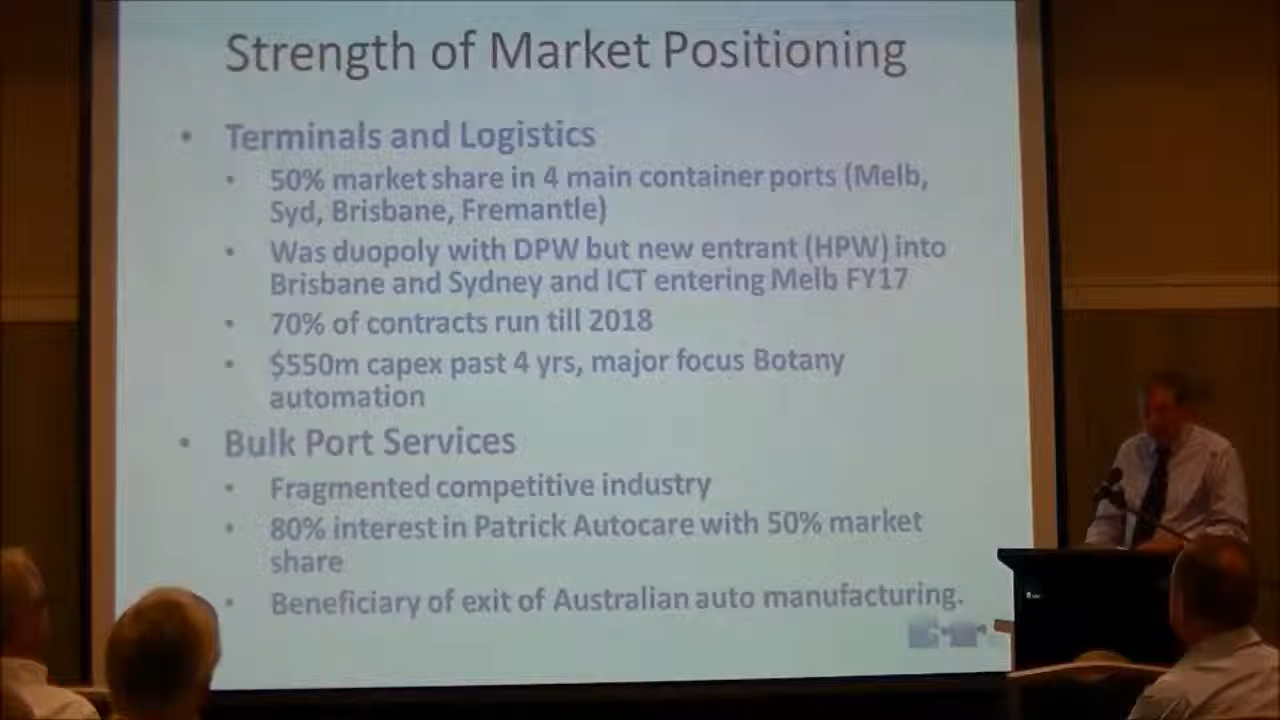 Strength of Market Positioning
• Terminals and Logistics
• 50% market share in 4 main container ports (Melb,
Syd, Brisbane, Fremantle)
• Was duopoly with DPW but new entrant (HPW) into
Brisbane and Sydney and ICT entering Melb FY17
• 70% of contracts run till 2018
• $550m capex past 4 yrs, major focus Botany
automation
• Bulk Port Services
• Fragmented competitive industry
• 80% interest in Patrick Autocare with 50% market
share
• Beneficiary of exit of Australian auto manufacturing.